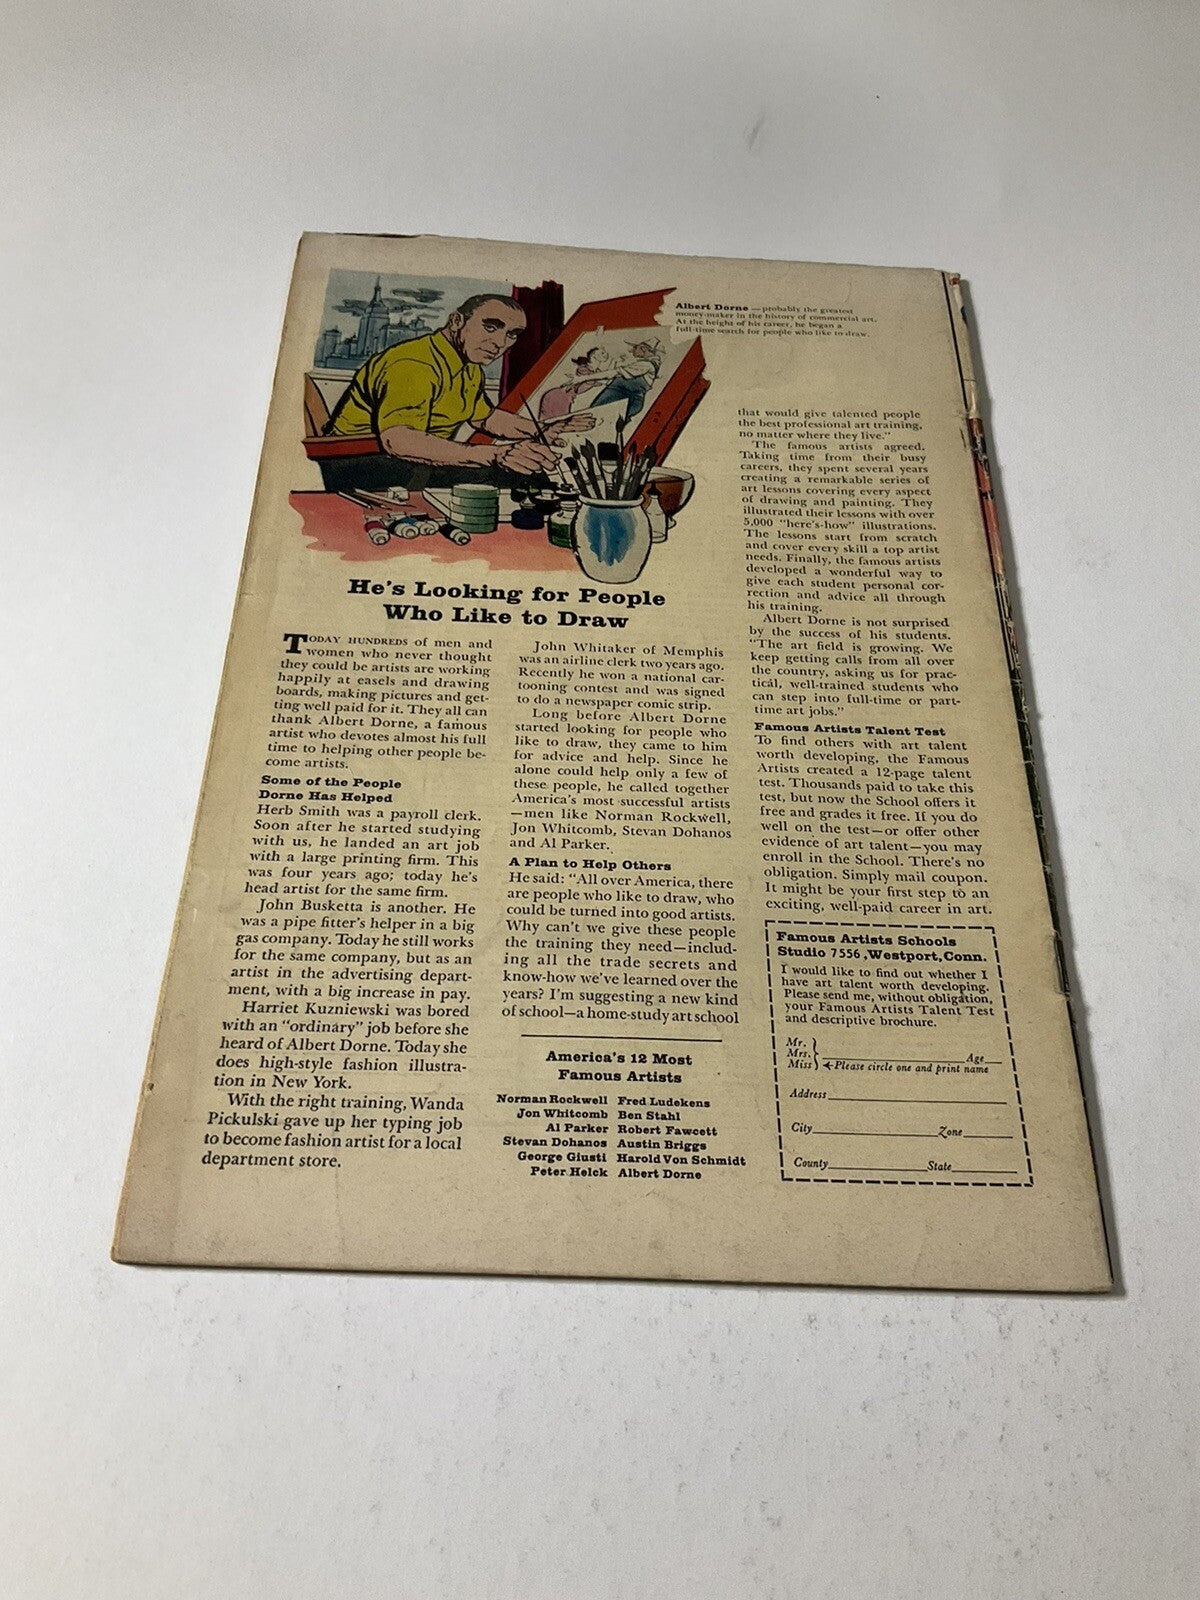 Albert Dorne — probably the greatest
money-maker in the history of commercial art.
At the height of his career, he began a
full-time search for people who like to draw.
He's Looking for People
Who Like to Draw
TODAY HUNDREDS of men and
women who never thought
they could be artists are working
happily at easels and drawing
boards, making pictures and get-
ting well paid for it. They all can
thank Albert Dorne, a famous
artist who devotes almost his full
time to helping other people be-
come artists.
Some of the People
Dorne Has Helped
Herb Smith was a payroll clerk.
Soon after he started studying
with us, he landed an art job
with a large printing firm. This
was four years ago; today he's
head artist for the same firm.
John Busketta is another. He
was a pipe fitter's helper in a big
gas company. Today he still works
for the same company, but as an
artist in the advertising depart-
ment, with a big increase in pay.
Harriet Kuzniewski was bored
with an "ordinary" job before she
heard of Albert Dorne. Today she
does high-style fashion illustra-
tion in New York.
With the right training, Wanda
Pickulski gave up her typing job
to become fashion artist for a local
department store.
John Whitaker of Memphis
was an airline clerk two years ago.
Recently he won a national car-
tooning contest and was signed
to do a newspaper comic strip.
Long before Albert Dorne
started looking for people who
like to draw, they came to him
for advice and help. Since he
alone could help only a few of
these people, he called together
America's most successful artists
—men like Norman Rockwell,
Jon Whitcomb, Stevan Dohanos
and Al Parker.
A Plan to Help Others
He said: "All over America, there
are people who like to draw, who
could be turned into good artists.
Why can't we give these people
the training they need—includ-
ing all the trade secrets and
know-how we've learned over the
years? I'm suggesting a new kind
of school—a home-study art school
America's 12 Most
Famous Artists
Norman Rockwell Fred Ludekens
Jon Whitcomb Ben Stahl
Al Parker Robert Fawcett
Stevan Dohanos Austin Briggs
George Giusti Harold Von Schmidt
Peter Helck Albert Dorne
that would give talented people
the best professional art training,
no matter where they live."
The famous artists agreed.
Taking time from their busy
careers, they spent several years
creating a remarkable series of
art lessons covering every aspect
of drawing and painting. They
illustrated their lessons with over
5,000 "here's-how" illustrations.
The lessons start from scratch
and cover every skill a top artist
needs. Finally, the famous artists
developed a wonderful way to
give each student personal cor-
rection and advice all through
his training.
Albert Dorne is not surprised
by the success of his students.
"The art field is growing. We
keep getting calls from all over
the country, asking us for prac-
tical, well-trained students who
can step into full-time or part-
time art jobs."
Famous Artists Talent Test
To find others with art talent
worth developing, the Famous
Artists created a 12-page talent
test. Thousands paid to take this
test, but now the School offers it
free and grades it free. If you do
well on the test—or offer other
evidence of art talent—you may
enroll in the School. There's no
obligation. Simply mail coupon.
It might be your first step to an
exciting, well-paid career in art.
Famous Artists Schools
Studio 7556, Westport, Conn.
I would like to find out whether I
have art talent worth developing.
Please send me, without obligation,
your Famous Artists Talent Test
and descriptive brochure.
Mr.
Mrs. Age
Miss Please circle one and print name
Address
City Zone
County State